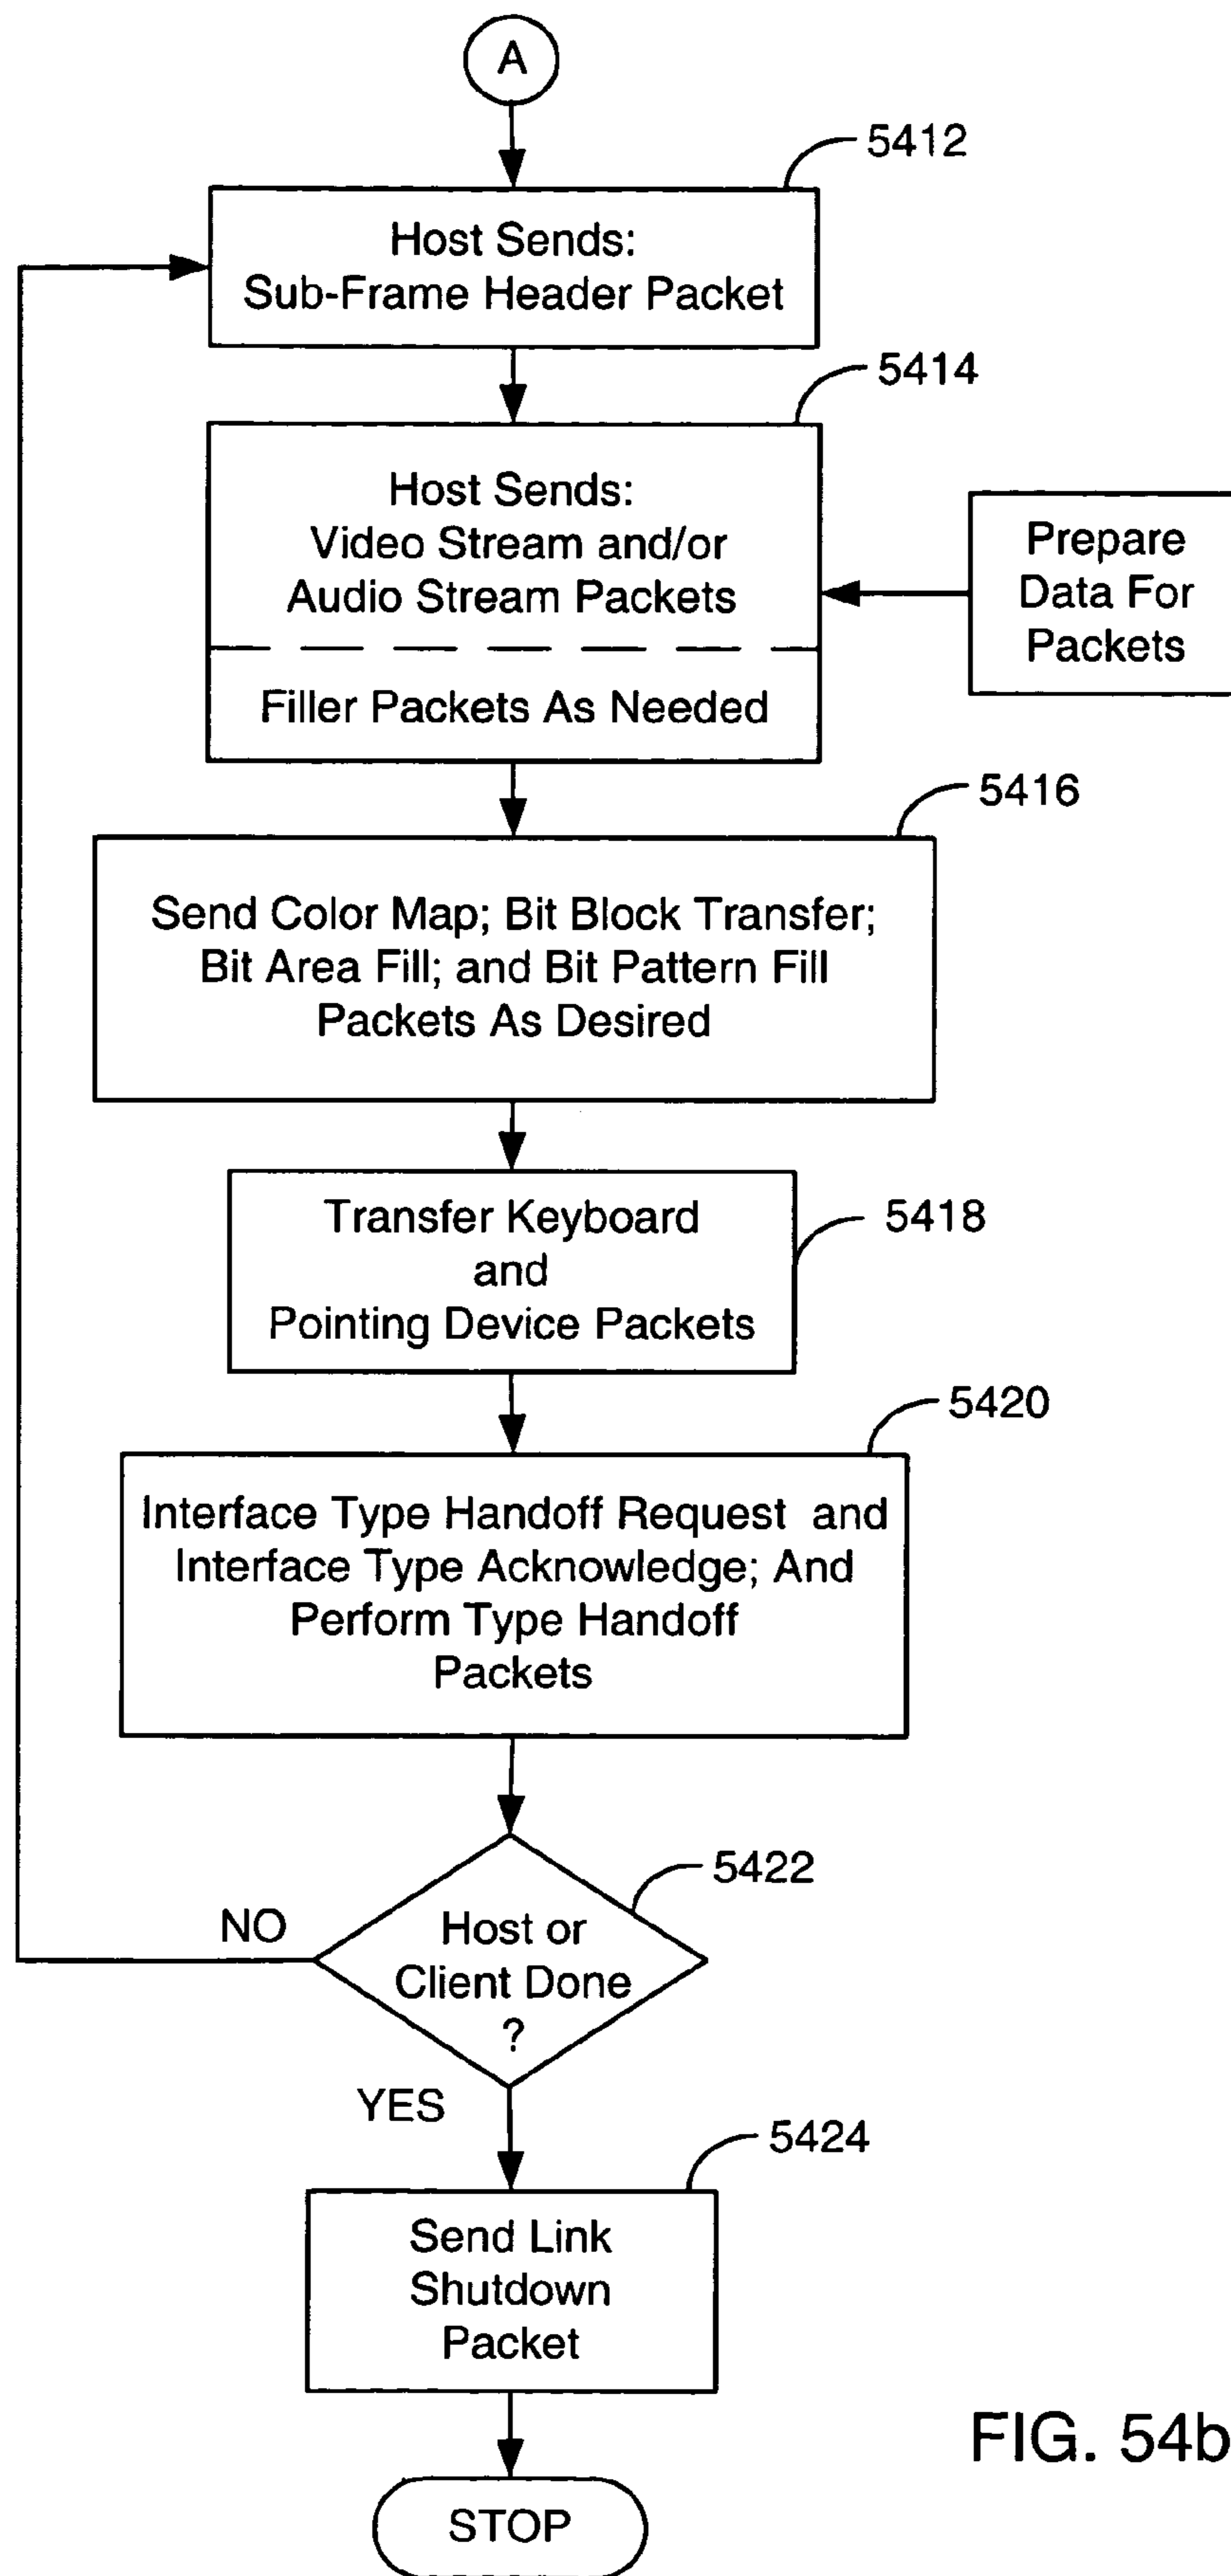 A
5412
Host Sends:
Sub-Frame Header Packet
5414
Host Sends:
Video Stream and/or
Audio Stream Packets
Filler Packets As Needed
Prepare
Data For
Packets
5416
Send Color Map; Bit Block Transfer;
Bit Area Fill; and Bit Pattern Fill
Packets As Desired
Transfer Keyboard
and
Pointing Device Packets
5418
5420
Interface Type Handoff Request and
Interface Type Acknowledge; And
Perform Type Handoff
Packets
5422
NO
Host or
Client Done
?
YES
5424
Send Link
Shutdown
Packet
STOP
FIG. 54b